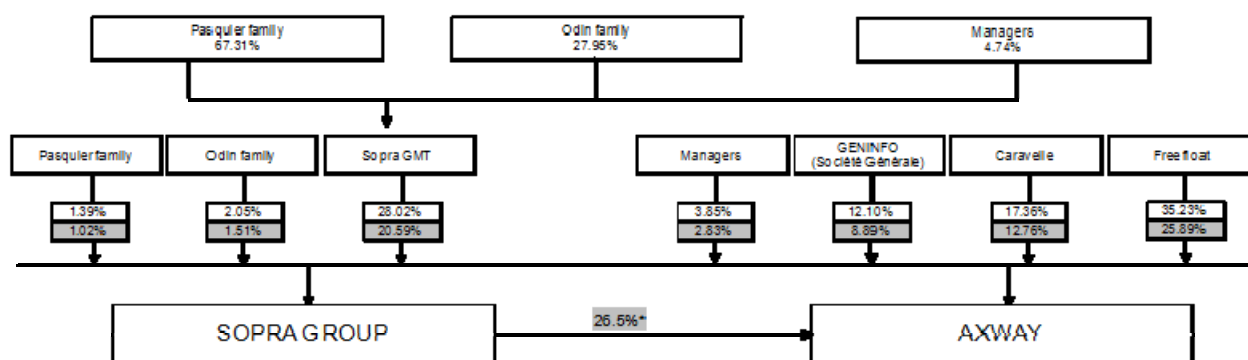 Pasquier family
67.31%
Odin family
27.95%
Managers
4.74%
Pasquier family
Odin family
Sopra GMT
Managers
GENINFO
(Société Générale)
Caravelle
Free float
1.39%
1.02%
2.05%
1.51%
28.02%
20.59%
3.85%
2.83%
12.10%
8.89%
17.36%
12.76%
35.23%
25.89%
SOPRA GROUP
26.5%*
AXWAY